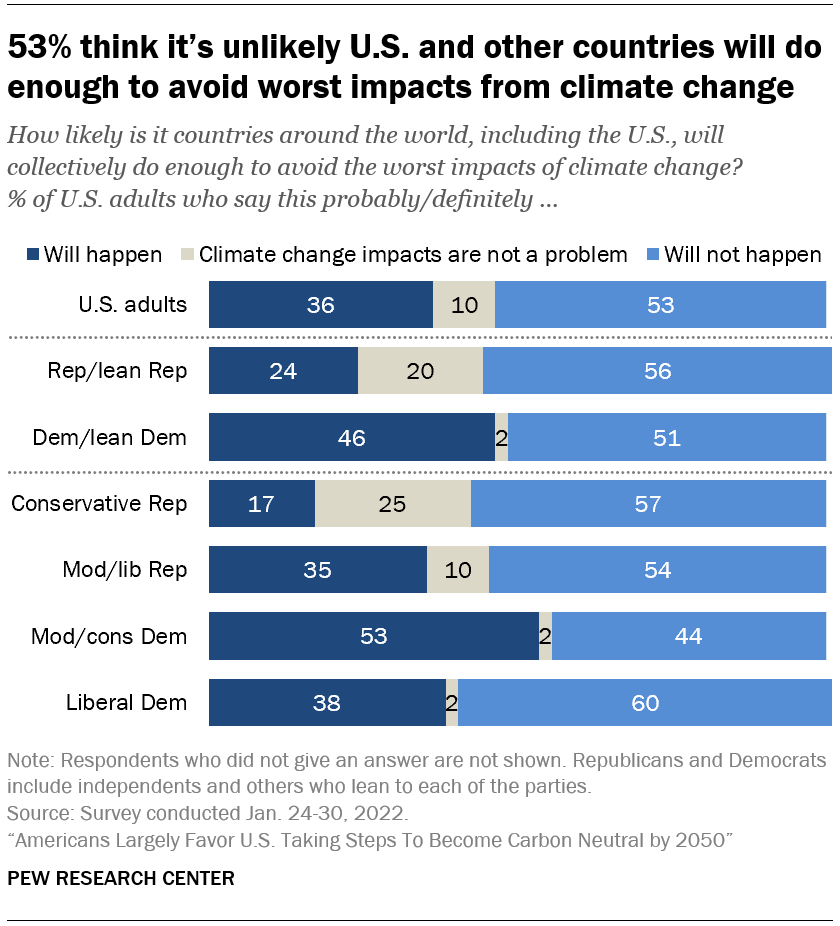 53% think it’s unlikely U.S. and other countries will do
enough to avoid worst impacts from climate change
How likely is it countries around the world, including the U.S., will
collectively do enough to avoid the worst impacts of climate change?
% of U.S. adults who say this probably/definitely ...
Will happen Climate change impacts are not a problem Will not happen
U.S. adults 36 10 53
Rep/lean Rep 24 20 56
Dem/lean Dem 46 2 51
Conservative Rep 17 25 57
Mod/lib Rep 35 10 54
Mod/cons Dem 53 2 44
Liberal Dem 38 2 60
Note: Respondents who did not give an answer are not shown. Republicans and Democrats
include independents and others who lean to each of the parties.
Source: Survey conducted Jan. 24-30, 2022.
“Americans Largely Favor U.S. Taking Steps To Become Carbon Neutral by 2050”
PEW RESEARCH CENTER